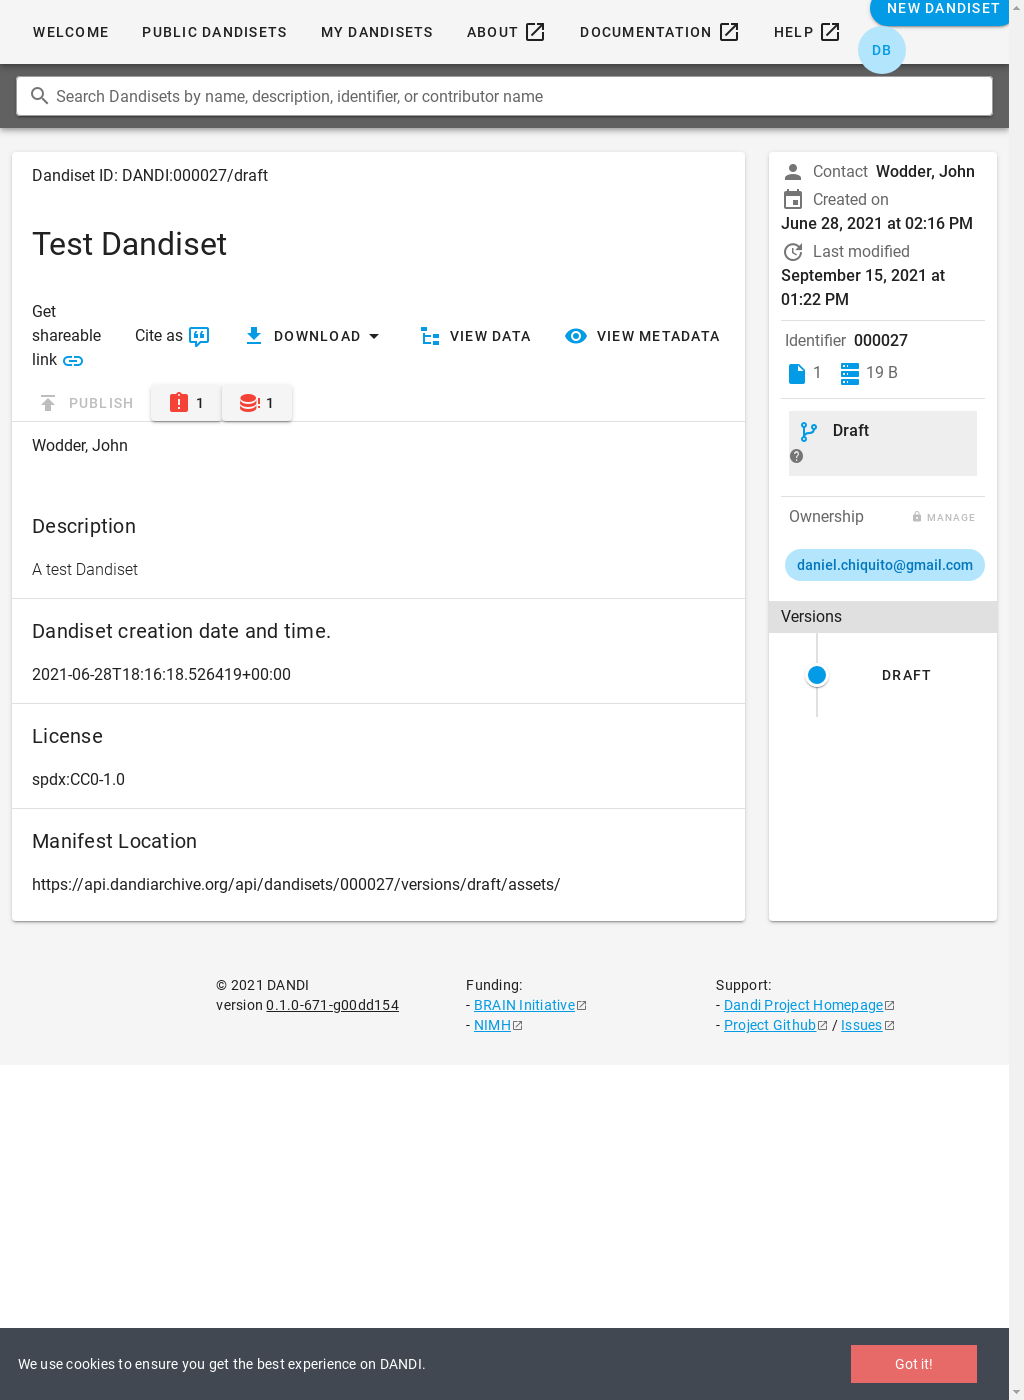 WELCOME
PUBLIC DANDISETS
MY DANDISETS
ABOUT
DOCUMENTATION
HELP
NEW DANDISET
DB
Search Dandisets by name, description, identifier, or contributor name
Dandiset ID: DANDI:000027/draft
Test Dandiset
Get
shareable
link
Cite as
DOWNLOAD
VIEW DATA
VIEW METADATA
PUBLISH
1
1
Wodder, John
Description
A test Dandiset
Dandiset creation date and time.
2021-06-28T18:16:18.526419+00:00
License
spdx:CC0-1.0
Manifest Location
https://api.dandiarchive.org/api/dandisets/000027/versions/draft/assets/
Contact Wodder, John
Created on
June 28, 2021 at 02:16 PM
Last modified
September 15, 2021 at
01:22 PM
Identifier 000027
1 19 B
Draft
Ownership MANAGE
daniel.chiquito@gmail.com
Versions
DRAFT
© 2021 DANDI
version 0.1.0-671-g00dd154
Funding:
- BRAIN Initiative
- NIMH
Support:
- Dandi Project Homepage
- Project Github / Issues
We use cookies to ensure you get the best experience on DANDI.
Got it!